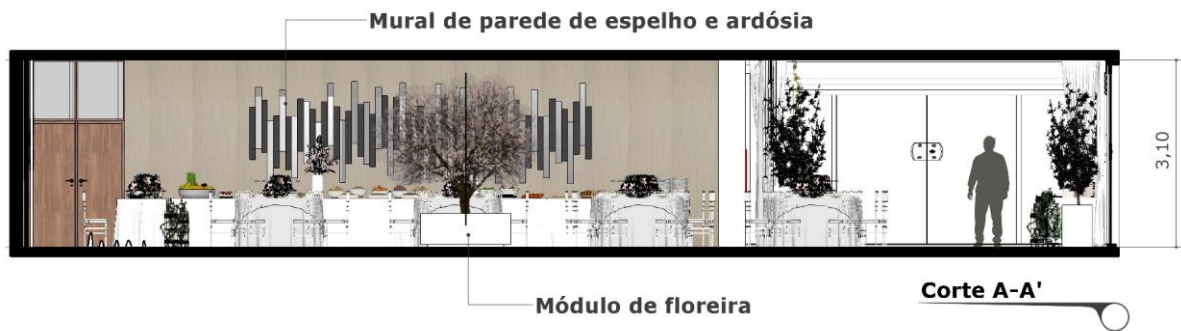 Mural de parede de espelho e ardósia
3,10
Módulo de floreira
Corte A-A'